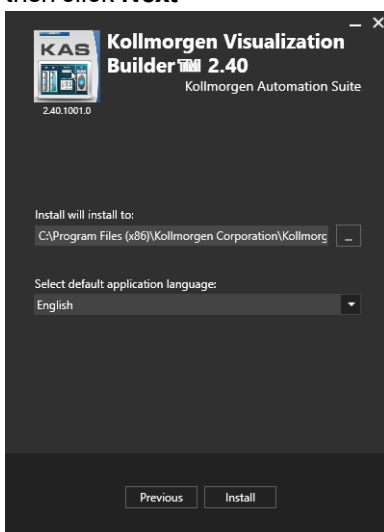 then click Next
KAS
Kollmorgen Visualization
Builder™ 2.40
Kollmorgen Automation Suite
2.40.1001.0
Install will install to:
C:\Program Files (x86)\Kollmorgen Corporation\Kollmorg
...
Select default application language:
English
Previous
Install